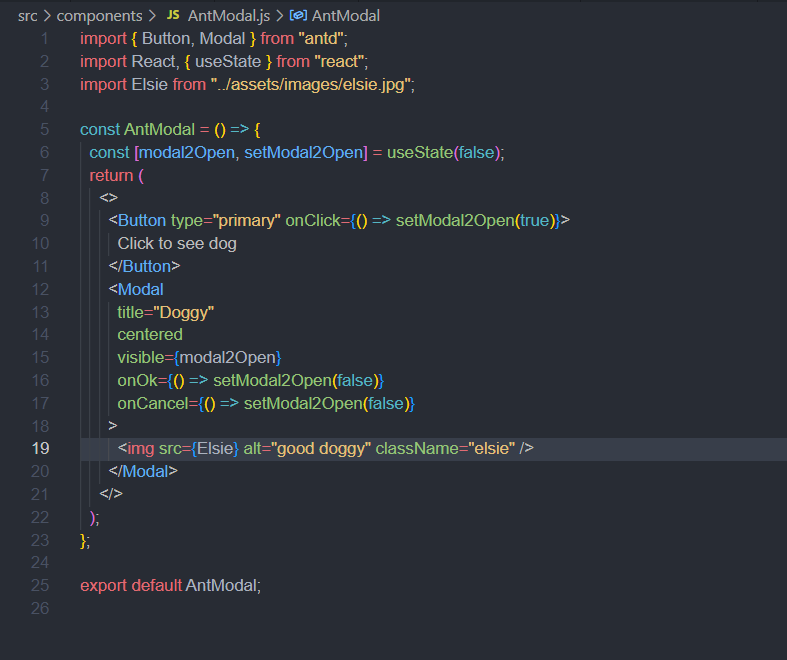 src > components > JS AntModal.js > AntModal
1 import { Button, Modal } from "antd";
2 import React, { useState } from "react";
3 import Elsie from "../assets/images/elsie.jpg";
4
5 const AntModal = () => {
6 const [modal2Open, setModal2Open] = useState(false);
7 return (
8 <>
9 <Button type="primary" onClick={() => setModal2Open(true)}>
10 Click to see dog
11 </Button>
12 <Modal
13 title="Doggy"
14 centered
15 visible={modal2Open}
16 onOk={() => setModal2Open(false)}
17 onCancel={() => setModal2Open(false)}
18 >
19 <img src={Elsie} alt="good doggy" className="elsie" />
20 </Modal>
21 </>
22 );
23 };
24
25 export default AntModal;
26